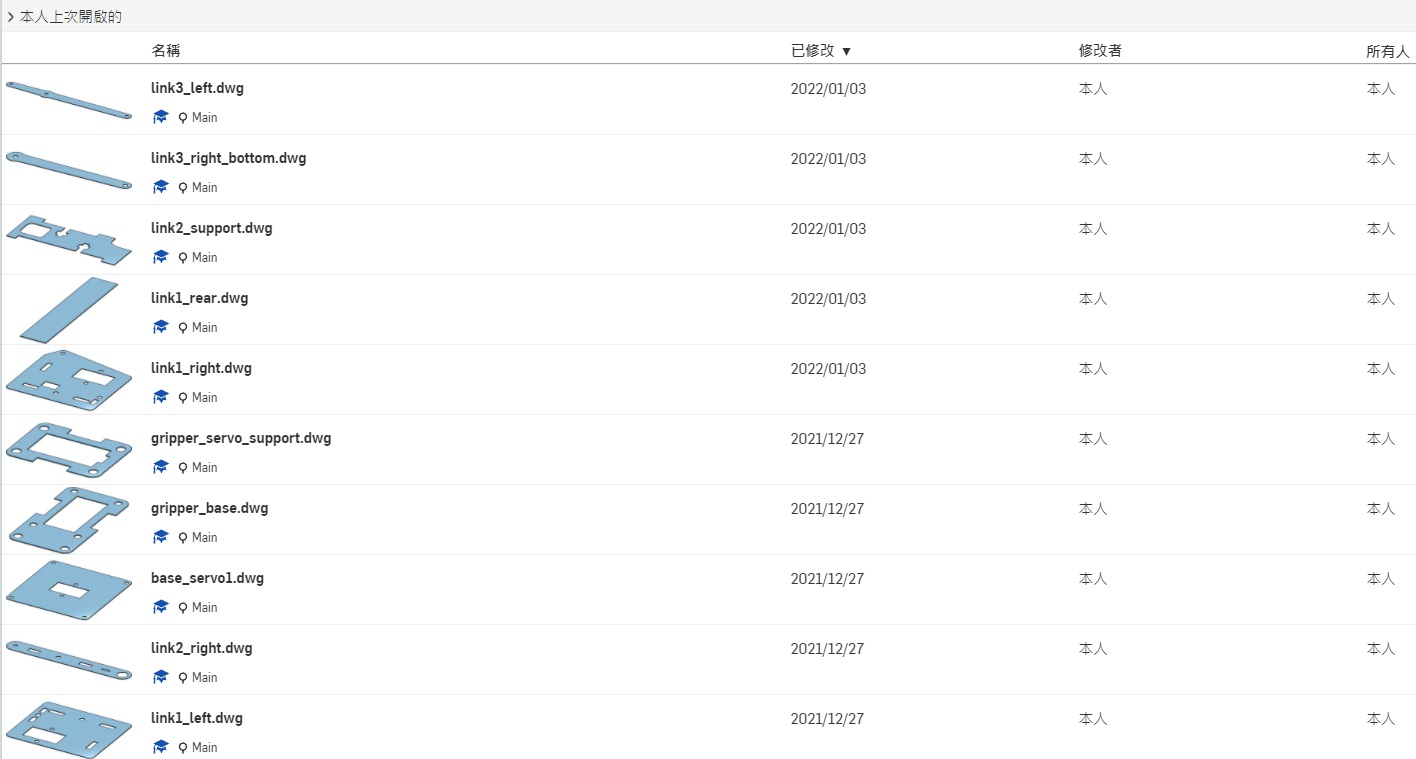 本人上次開啟的
名稱 已修改 ▼ 修改者 所有人
link3_left.dwg 2022/01/03 本人 本人
Main
link3_right_bottom.dwg 2022/01/03 本人 本人
Main
link2_support.dwg 2022/01/03 本人 本人
Main
link1_rear.dwg 2022/01/03 本人 本人
Main
link1_right.dwg 2022/01/03 本人 本人
Main
gripper_servo_support.dwg 2021/12/27 本人 本人
Main
gripper_base.dwg 2021/12/27 本人 本人
Main
base_servo1.dwg 2021/12/27 本人 本人
Main
link2_right.dwg 2021/12/27 本人 本人
Main
link1_left.dwg 2021/12/27 本人 本人
Main